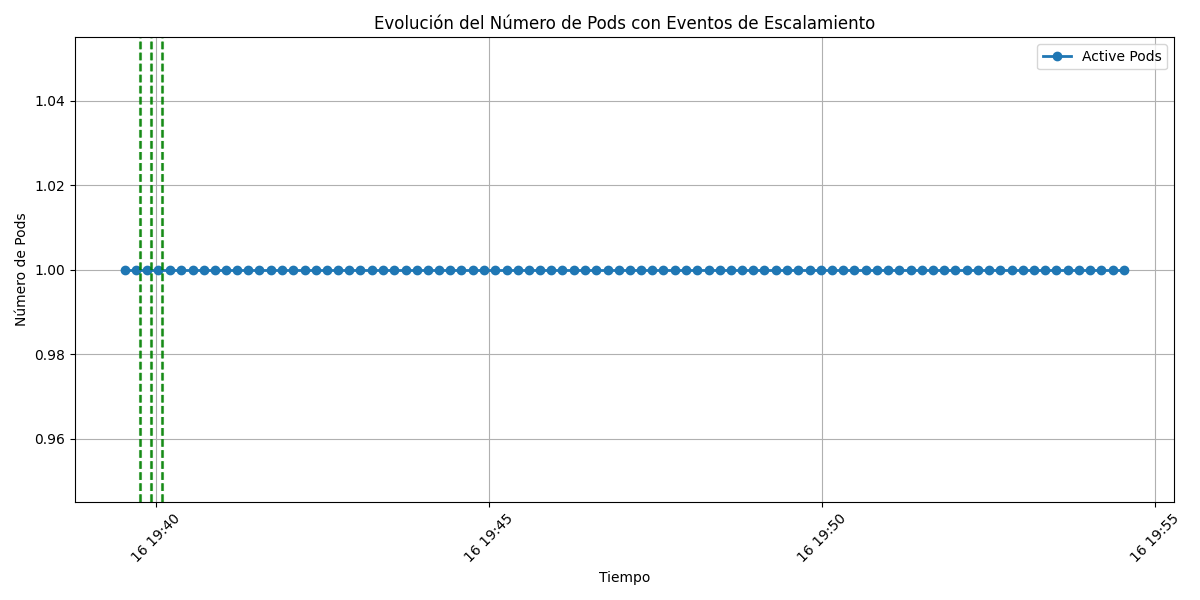 Evolución del Número de Pods con Eventos de Escalamiento
Active Pods
Número de Pods
1.04
1.02
1.00
0.98
0.96
16 19:40
16 19:45
16 19:50
16 19:55
Tiempo